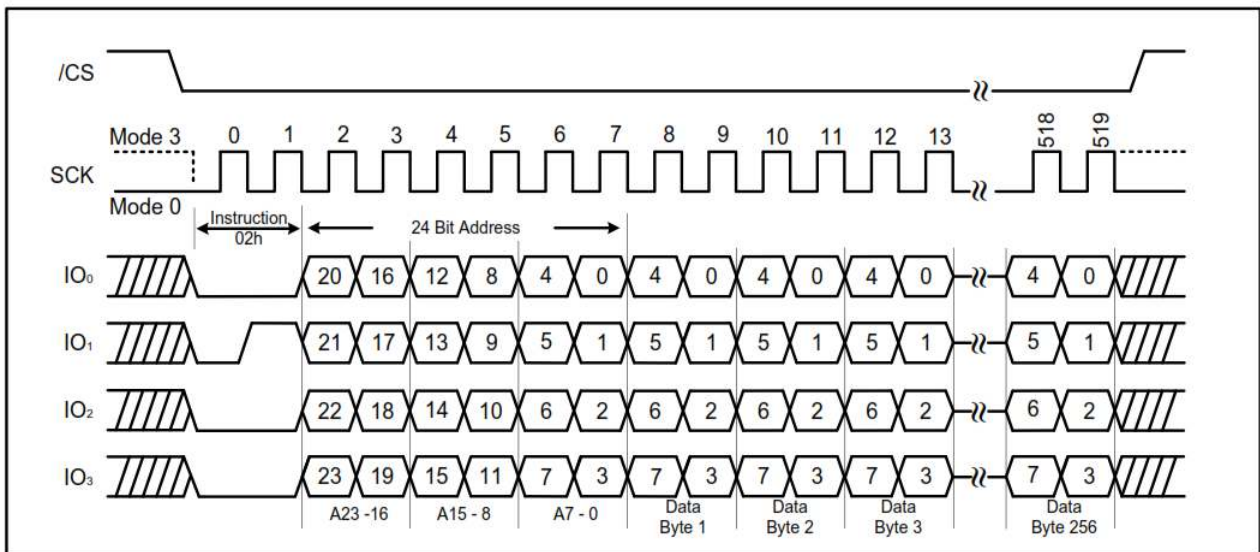 /CS
Mode 3 0 1 2 3 4 5 6 7 8 9 10 11 12 13 518 519
SCK
Mode 0
Instruction
02h
24 Bit Address
IO₀ 20 16 12 8 4 0 4 0 4 0 4 0 4 0
IO₁ 21 17 13 9 5 1 5 1 5 1 5 1 5 1
IO₂ 22 18 14 10 6 2 6 2 6 2 6 2 6 2
IO₃ 23 19 15 11 7 3 7 3 7 3 7 3 7 3
A23 -16 A15 - 8 A7 - 0
Data
Byte 1
Data
Byte 2
Data
Byte 3
Data
Byte 256